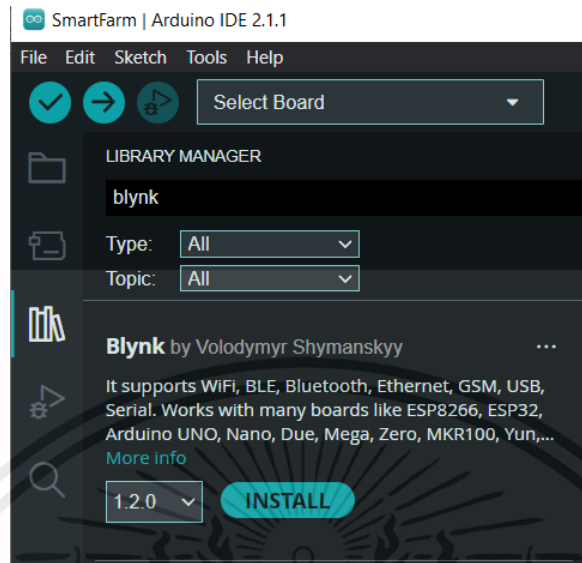 SmartFarm | Arduino IDE 2.1.1
File Edit Sketch Tools Help
Select Board
LIBRARY MANAGER
blynk
Type: All
Topic: All
Blynk by Volodymyr Shymanskyy
It supports WiFi, BLE, Bluetooth, Ethernet, GSM, USB,
Serial. Works with many boards like ESP8266, ESP32,
Arduino UNO, Nano, Due, Mega, Zero, MKR100, Yun,...
More info
1.2.0 INSTALL